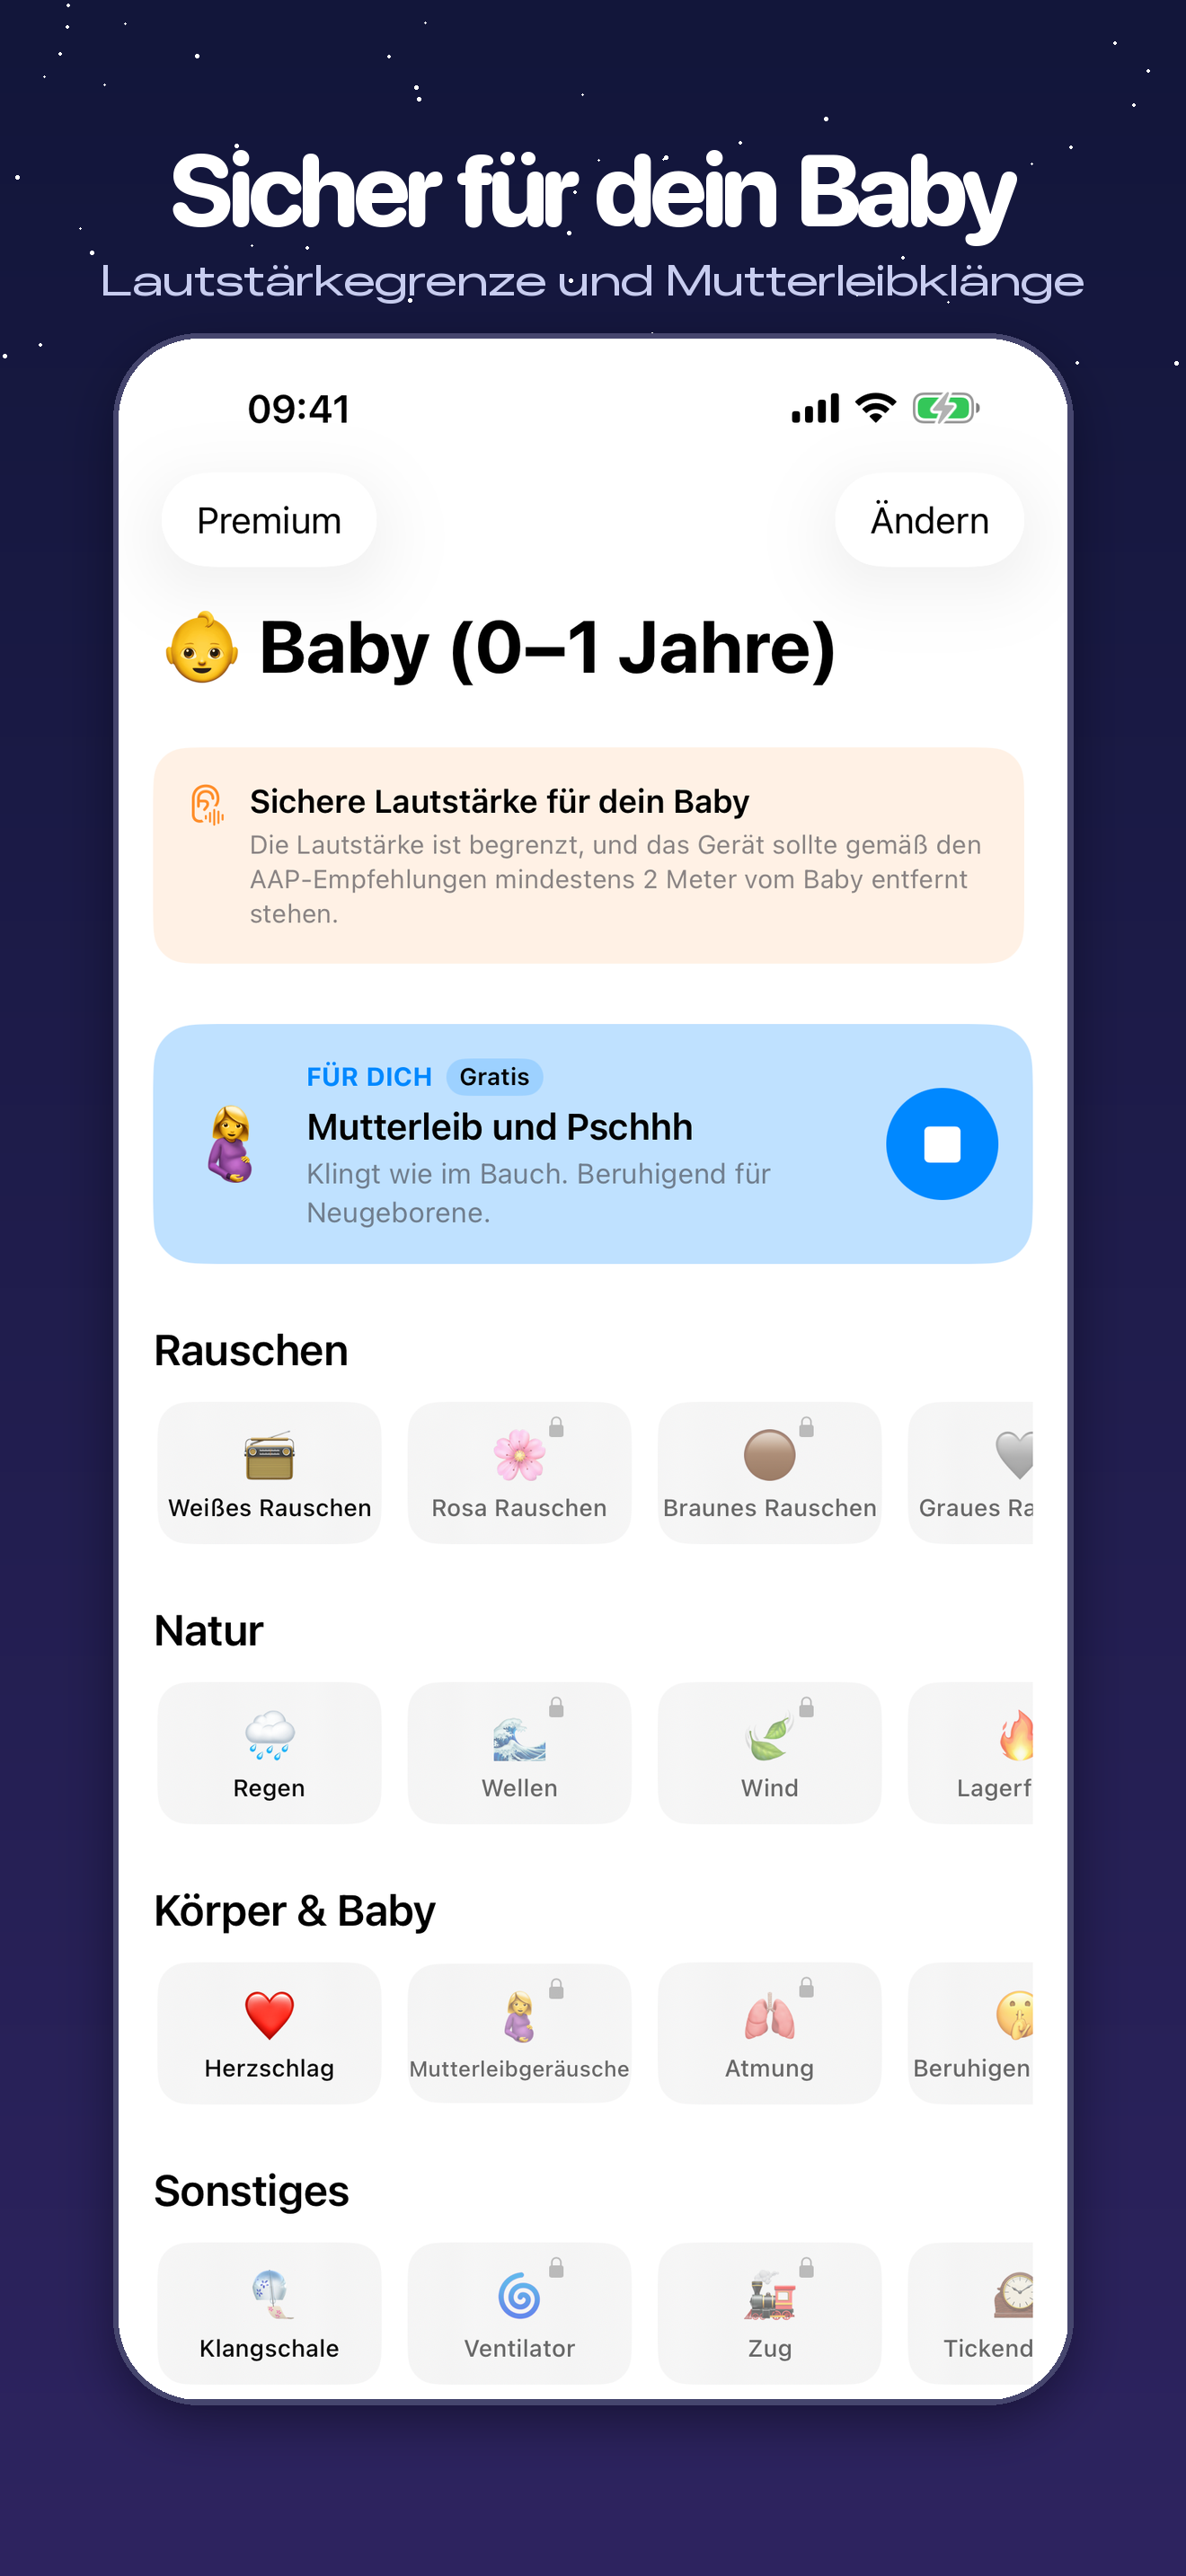 Sicher für dein Baby
Lautstärkegrenze und Mutterleibklänge
09:41
Premium
Ändern
Baby (0–1 Jahre)
Sichere Lautstärke für dein Baby
Die Lautstärke ist begrenzt, und das Gerät sollte gemäß den
AAP-Empfehlungen mindestens 2 Meter vom Baby entfernt
stehen.
FÜR DICH Gratis
Mutterleib und Pschhh
Klingt wie im Bauch. Beruhigend für
Neugeborene.
Rauschen
Weißes Rauschen Rosa Rauschen Braunes Rauschen Graues Ra
Natur
Regen Wellen Wind Lagerf
Körper & Baby
Herzschlag Mutterleibgeräusche Atmung Beruhigen
Sonstiges
Klangschale Ventilator Zug Tickend